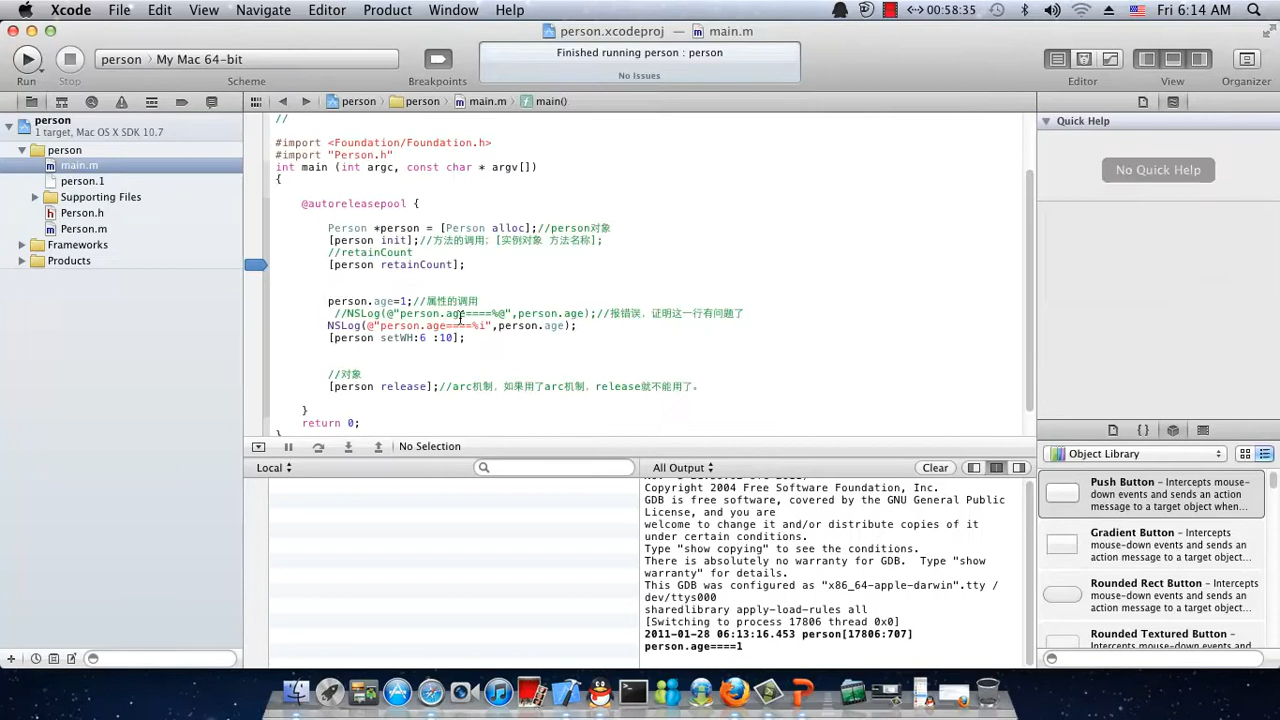 Xcode File Edit View Navigate Editor Product Window Help 00:58:35 Fri 6:14 AM
person.xcodeproj — main.m
Run Stop person › My Mac 64-bit
Scheme Breakpoints
Finished running person : person
No Issues
Editor View Organizer
person › person › main.m › main()
person
1 target, Mac OS X SDK 10.7
person
main.m
person.1
Supporting Files
Person.h
Person.m
Frameworks
Products
//
#import <Foundation/Foundation.h>
#import "Person.h"
int main (int argc, const char * argv[])
{
@autoreleasepool {
Person *person = [Person alloc];//person对象
[person init];//方法的调用; [实例对象 方法名称];
//retainCount
[person retainCount];
person.age=1;//属性的调用
//NSLog(@"person.age====%@",person.age);//报错误，证明这一行有问题了
NSLog(@"person.age====%i",person.age);
[person setWH:6 :10];
//对象
[person release];//arc机制，如果用了arc机制，release就不能用了。
}
return 0;
No Selection
Local
All Output Clear
Copyright 2004 Free Software Foundation, Inc.
GDB is free software, covered by the GNU General Public
License, and you are
welcome to change it and/or distribute copies of it
under certain conditions.
Type "show copying" to see the conditions.
There is absolutely no warranty for GDB.  Type "show
warranty" for details.
This GDB was configured as "x86_64-apple-darwin".tty /
dev/ttys000
sharedlibrary apply-load-rules all
[Switching to process 17806 thread 0x0]
2011-01-28 06:13:16.453 person[17806:707]
person.age====1
Quick Help
No Quick Help
Object Library
Push Button – Intercepts mouse-
down events and sends an action
message to a target object when...
Gradient Button – Intercepts
mouse-down events and sends an
action message to a target object...
Rounded Rect Button – Intercepts
mouse-down events and sends an
action message to a target object...
Rounded Textured Button –
Intercepts mouse-down events and